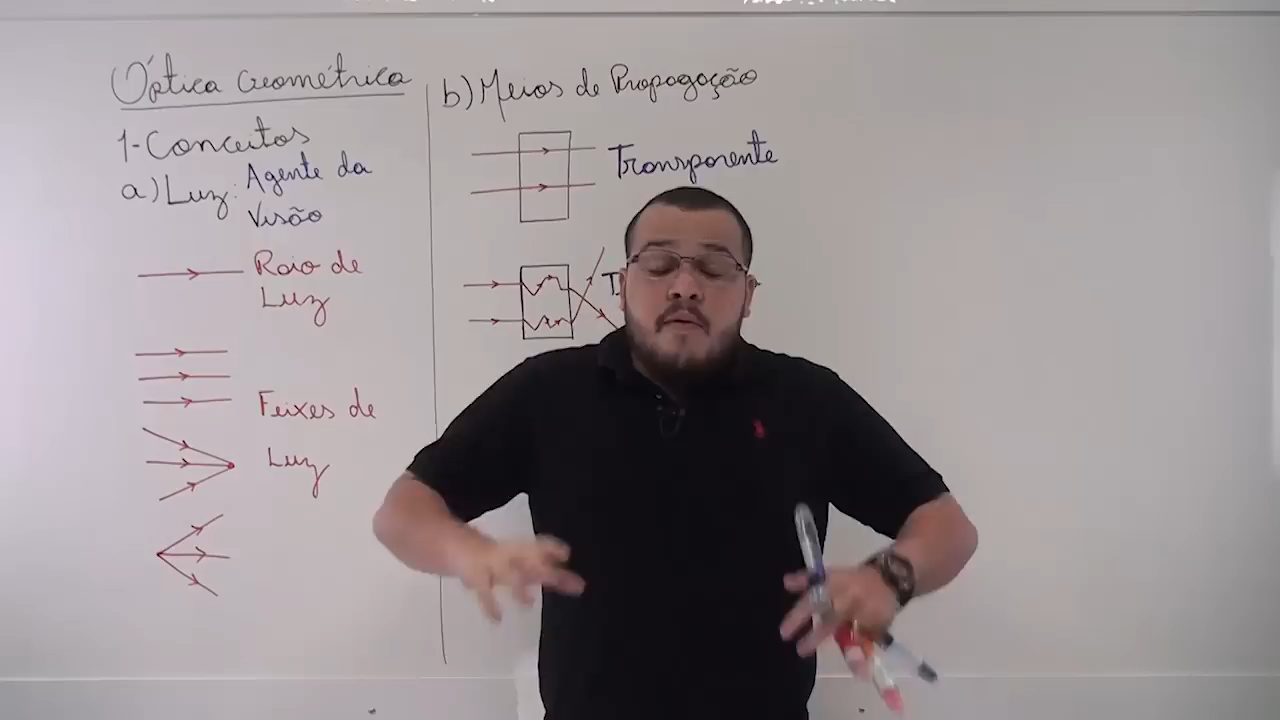 Óptica Geométrica
1-Conceitos
a) Luz: Agente da
Visão
Raio de
Luz
Feixes de
Luz
b) Meios de Propagação
Transparente